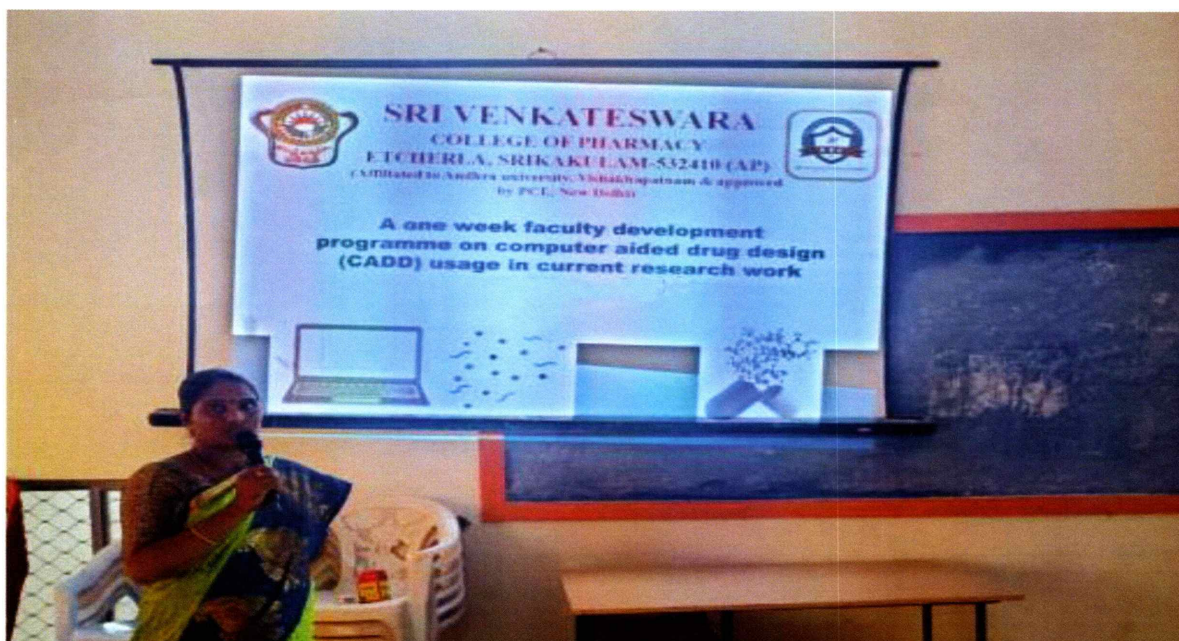 SRI VENKATESWARA
COLLEGE OF PHARMACY
ETCHERLA, SRIKAKULAM-532410 (AP)
(Affiliated to Andhra university, Vishakhapatnam & approved
by PCI, New Delhi)
A one week faculty development
programme on computer aided drug design
(CADD) usage in current research work